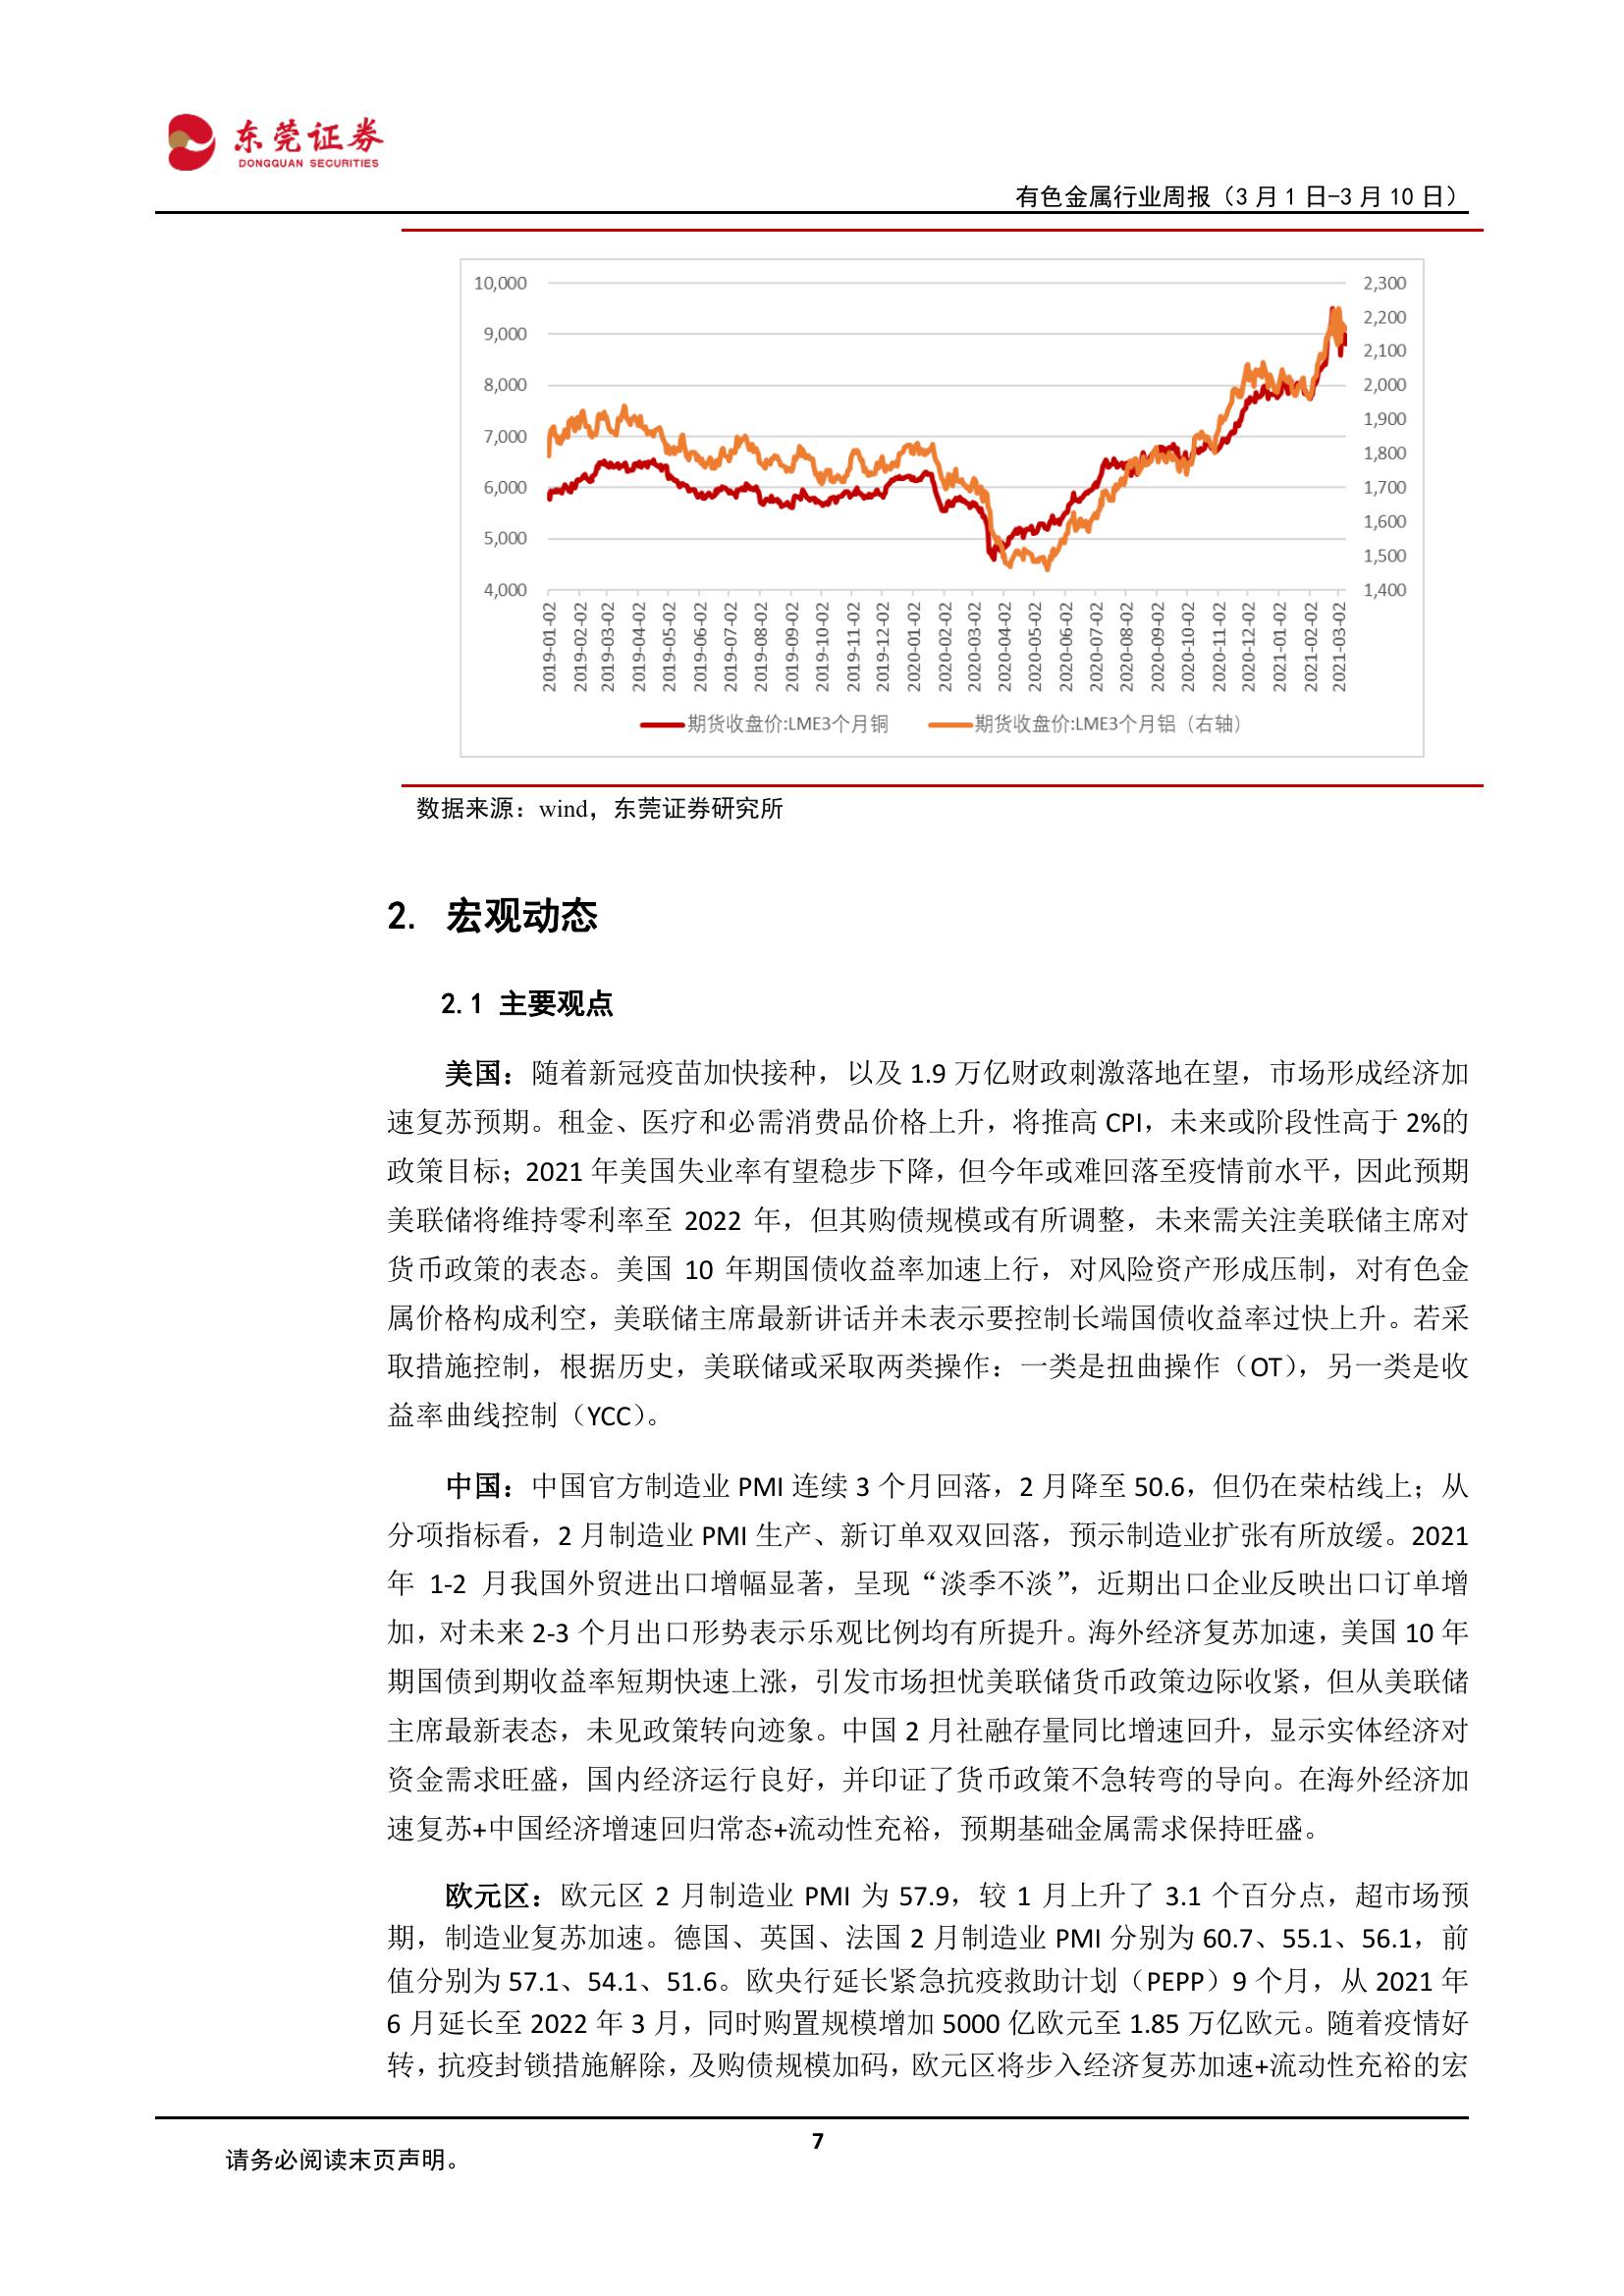 东莞证券
DONGGUAN SECURITIES
有色金属行业周报（3月1日-3月10日）
10,000
9,000
8,000
7,000
6,000
5,000
4,000
2,300
2,200
2,100
2,000
1,900
1,800
1,700
1,600
1,500
1,400
2019-01-02
2019-02-02
2019-03-02
2019-04-02
2019-05-02
2019-06-02
2019-07-02
2019-08-02
2019-09-02
2019-10-02
2019-11-02
2019-12-02
2020-01-02
2020-02-02
2020-03-02
2020-04-02
2020-05-02
2020-06-02
2020-07-02
2020-08-02
2020-09-02
2020-10-02
2020-11-02
2020-12-02
2021-01-02
2021-02-02
2021-03-02
期货收盘价:LME3个月铜
期货收盘价:LME3个月铝（右轴）
数据来源：wind，东莞证券研究所
2. 宏观动态
2.1 主要观点
美国：随着新冠疫苗加快接种，以及 1.9 万亿财政刺激落地在望，市场形成经济加
速复苏预期。租金、医疗和必需消费品价格上升，将推高 CPI，未来或阶段性高于 2%的
政策目标；2021 年美国失业率有望稳步下降，但今年或难回落至疫情前水平，因此预期
美联储将维持零利率至 2022 年，但其购债规模或有所调整，未来需关注美联储主席对
货币政策的表态。美国 10 年期国债收益率加速上行，对风险资产形成压制，对有色金
属价格构成利空，美联储主席最新讲话并未表示要控制长端国债收益率过快上升。若采
取措施控制，根据历史，美联储或采取两类操作：一类是扭曲操作（OT），另一类是收
益率曲线控制（YCC）。
中国：中国官方制造业 PMI 连续 3 个月回落，2 月降至 50.6，但仍在荣枯线上；从
分项指标看，2 月制造业 PMI 生产、新订单双双回落，预示制造业扩张有所放缓。2021
年 1-2 月我国外贸进出口增幅显著，呈现“淡季不淡”，近期出口企业反映出口订单增
加，对未来 2-3 个月出口形势表示乐观比例均有所提升。海外经济复苏加速，美国 10 年
期国债到期收益率短期快速上涨，引发市场担忧美联储货币政策边际收紧，但从美联储
主席最新表态，未见政策转向迹象。中国 2 月社融存量同比增速回升，显示实体经济对
资金需求旺盛，国内经济运行良好，并印证了货币政策不急转弯的导向。在海外经济加
速复苏+中国经济增速回归常态+流动性充裕，预期基础金属需求保持旺盛。
欧元区：欧元区 2 月制造业 PMI 为 57.9，较 1 月上升了 3.1 个百分点，超市场预
期，制造业复苏加速。德国、英国、法国 2 月制造业 PMI 分别为 60.7、55.1、56.1，前
值分别为 57.1、54.1、51.6。欧央行延长紧急抗疫救助计划（PEPP）9 个月，从 2021 年
6 月延长至 2022 年 3 月，同时购置规模增加 5000 亿欧元至 1.85 万亿欧元。随着疫情好
转，抗疫封锁措施解除，及购债规模加码，欧元区将步入经济复苏加速+流动性充裕的宏
7
请务必阅读末页声明。